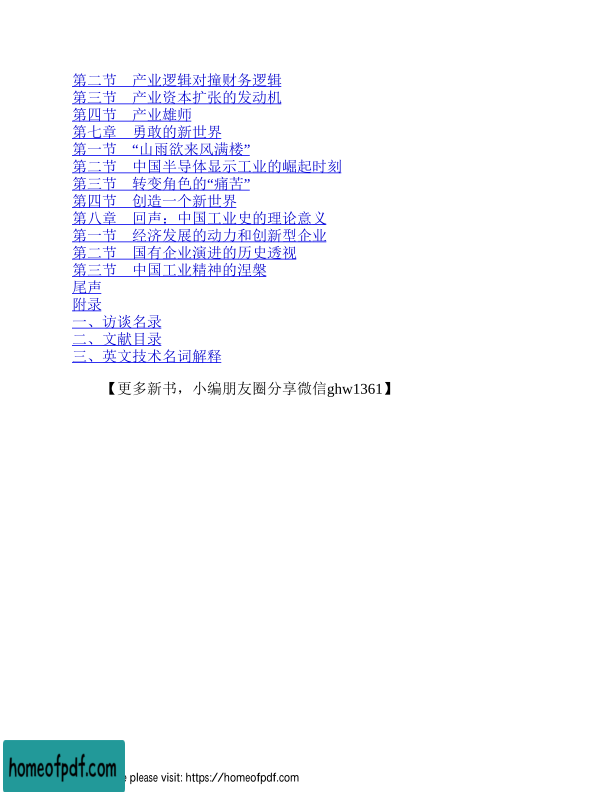 第二节　产业逻辑对撞财务逻辑
第三节　产业资本扩张的发动机
第四节　产业雄师
第七章　勇敢的新世界
第一节　“山雨欲来风满楼”
第二节　中国半导体显示工业的崛起时刻
第三节　转变角色的“痛苦”
第四节　创造一个新世界
第八章　回声：中国工业史的理论意义
第一节　经济发展的动力和创新型企业
第二节　国有企业演进的历史透视
第三节　中国工业精神的涅槃
尾声
附录
一、访谈名录
二、文献目录
三、英文技术名词解释
【更多新书，小编朋友圈分享微信ghw1361】
homeofpdf.com
please visit: https://homeofpdf.com